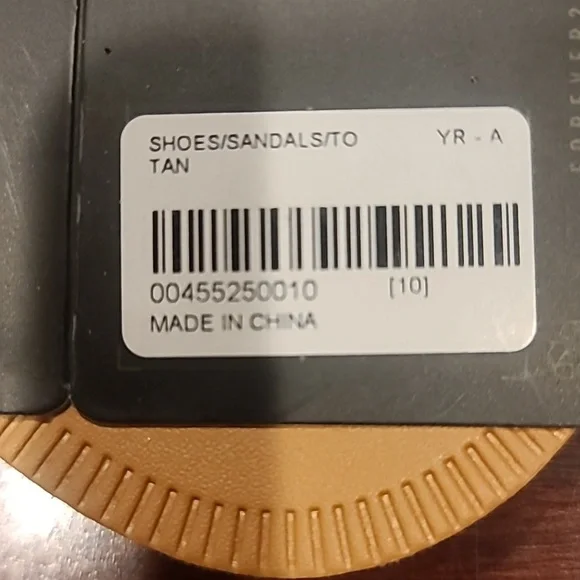 SHOES/SANDALS/TO YR - A
TAN
00455250010 [10]
MADE IN CHINA